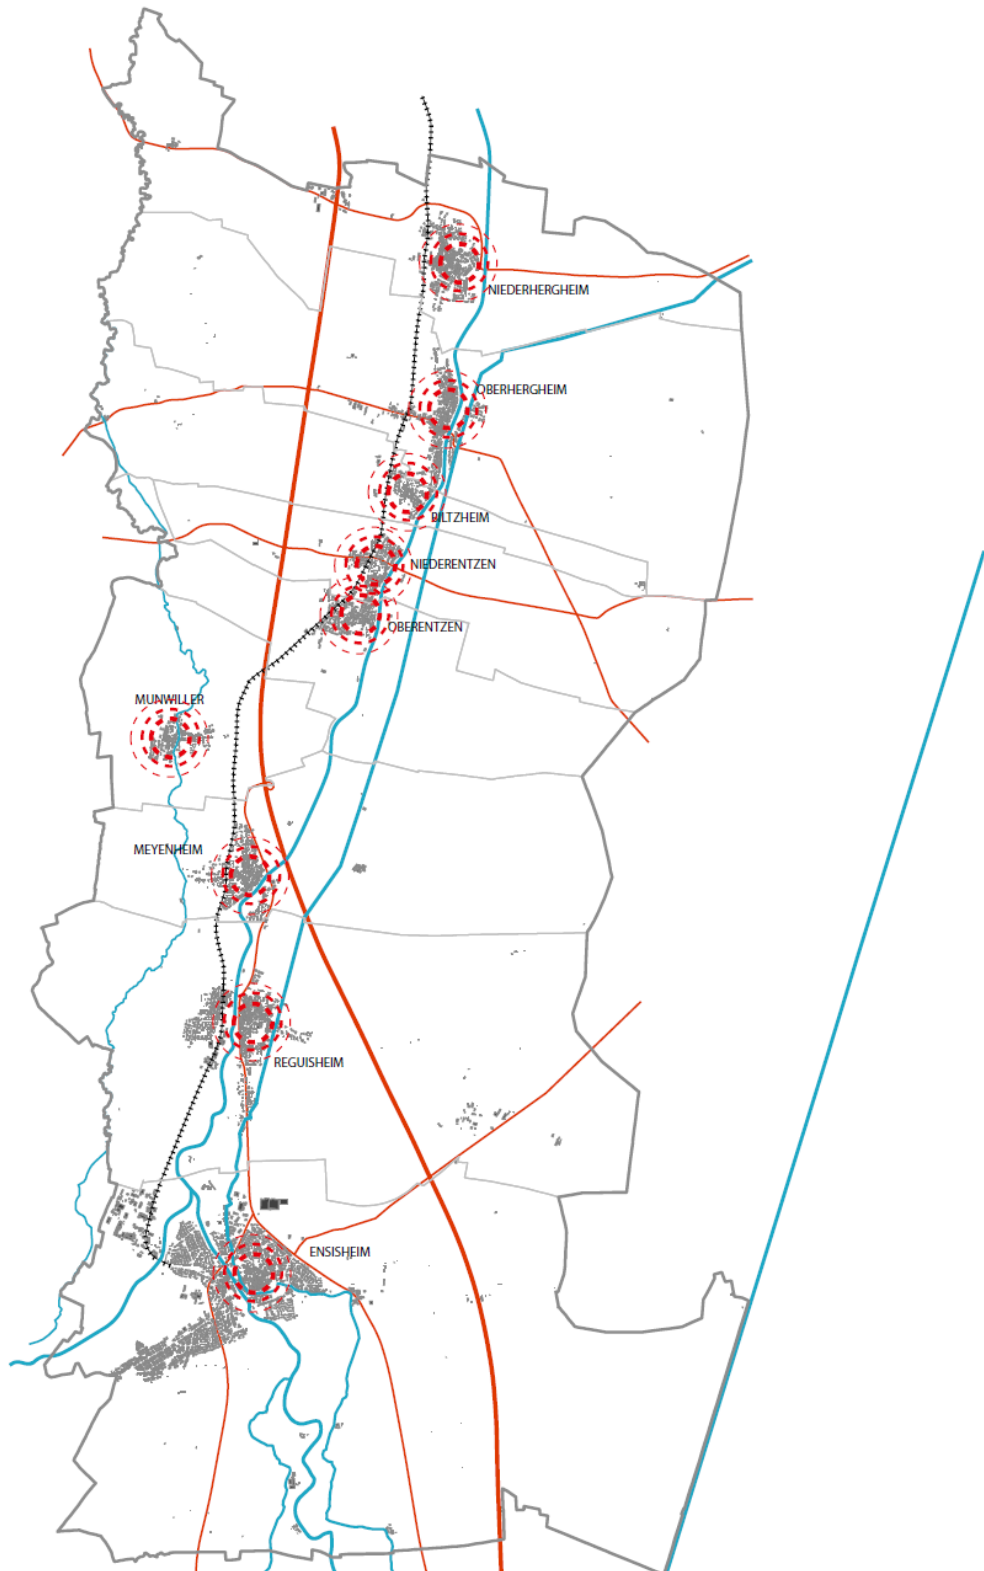 NIEDERHERGHEIM
OBERHERGHEIM
BILTZHEIM
NIEDERENTZEN
OBERENTZEN
MUNWILLER
MEYENHEIM
REGUISHEIM
ENSISHEIM